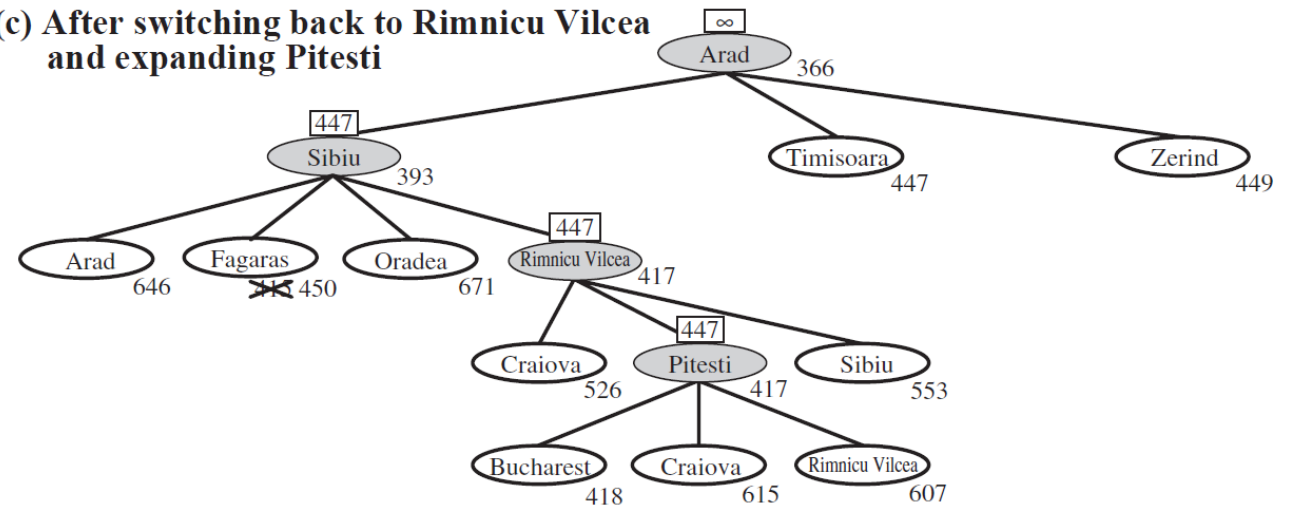 (c) After switching back to Rimnicu Vilcea
and expanding Pitesti
∞
Arad
366
447
Sibiu
393
Timisoara
447
Zerind
449
Arad
646
Fagaras
415 450
Oradea
671
447
Rimnicu Vilcea
417
Craiova
526
447
Pitesti
417
Sibiu
553
Bucharest
418
Craiova
615
Rimnicu Vilcea
607